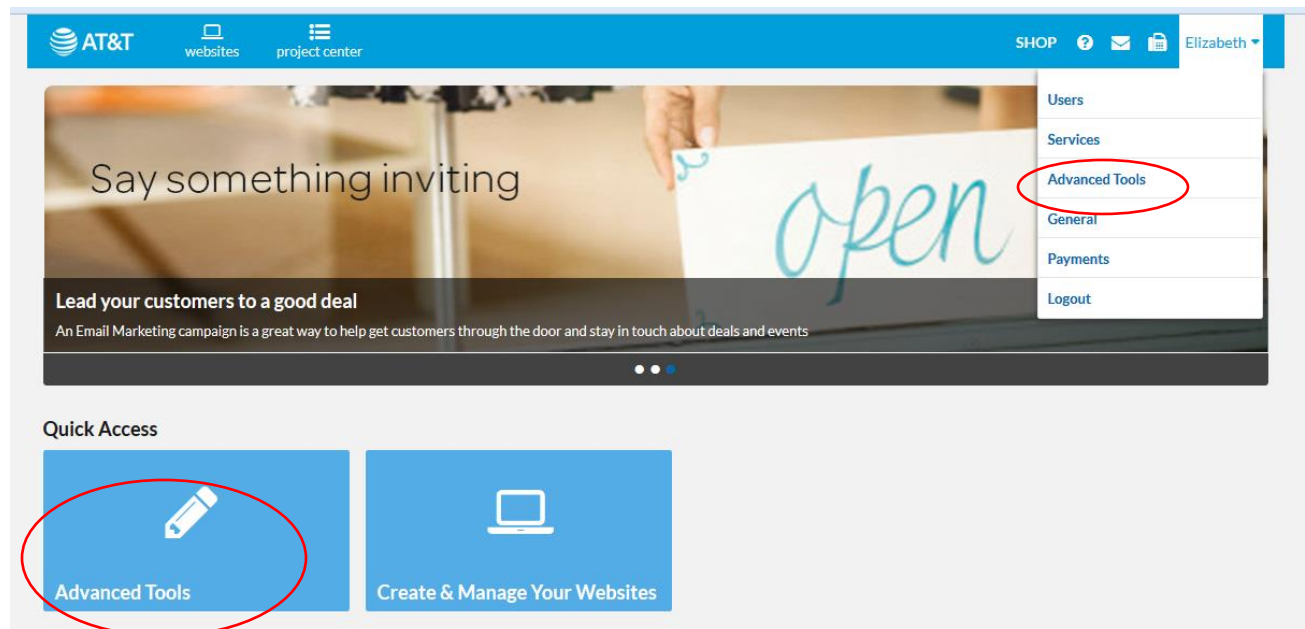 AT&T
websites
project center
SHOP
Elizabeth
Users
Services
Advanced Tools
General
Payments
Logout
Say something inviting
open
Lead your customers to a good deal
An Email Marketing campaign is a great way to help get customers through the door and stay in touch about deals and events
Quick Access
Advanced Tools
Create & Manage Your Websites